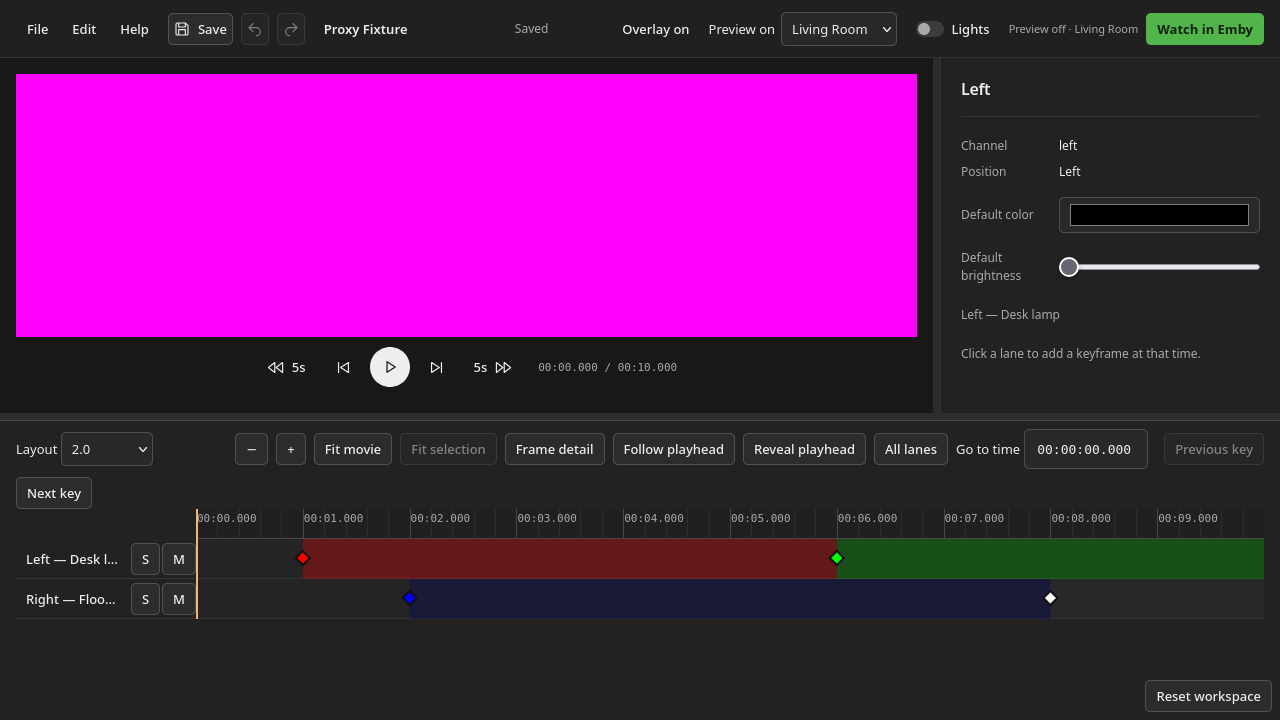 File Edit Help Save Proxy Fixture Saved Overlay on Preview on Living Room Lights Preview off · Living Room Watch in Emby
Left
Channel left
Position Left
Default color
Default
brightness
Left — Desk lamp
Click a lane to add a keyframe at that time.
5s 5s 00:00.000 / 00:10.000
Layout 2.0 − + Fit movie Fit selection Frame detail Follow playhead Reveal playhead All lanes Go to time 00:00:00.000 Previous key
Next key
00:00.000 00:01.000 00:02.000 00:03.000 00:04.000 00:05.000 00:06.000 00:07.000 00:08.000 00:09.000
Left — Desk l... S M
Right — Floo... S M
Reset workspace